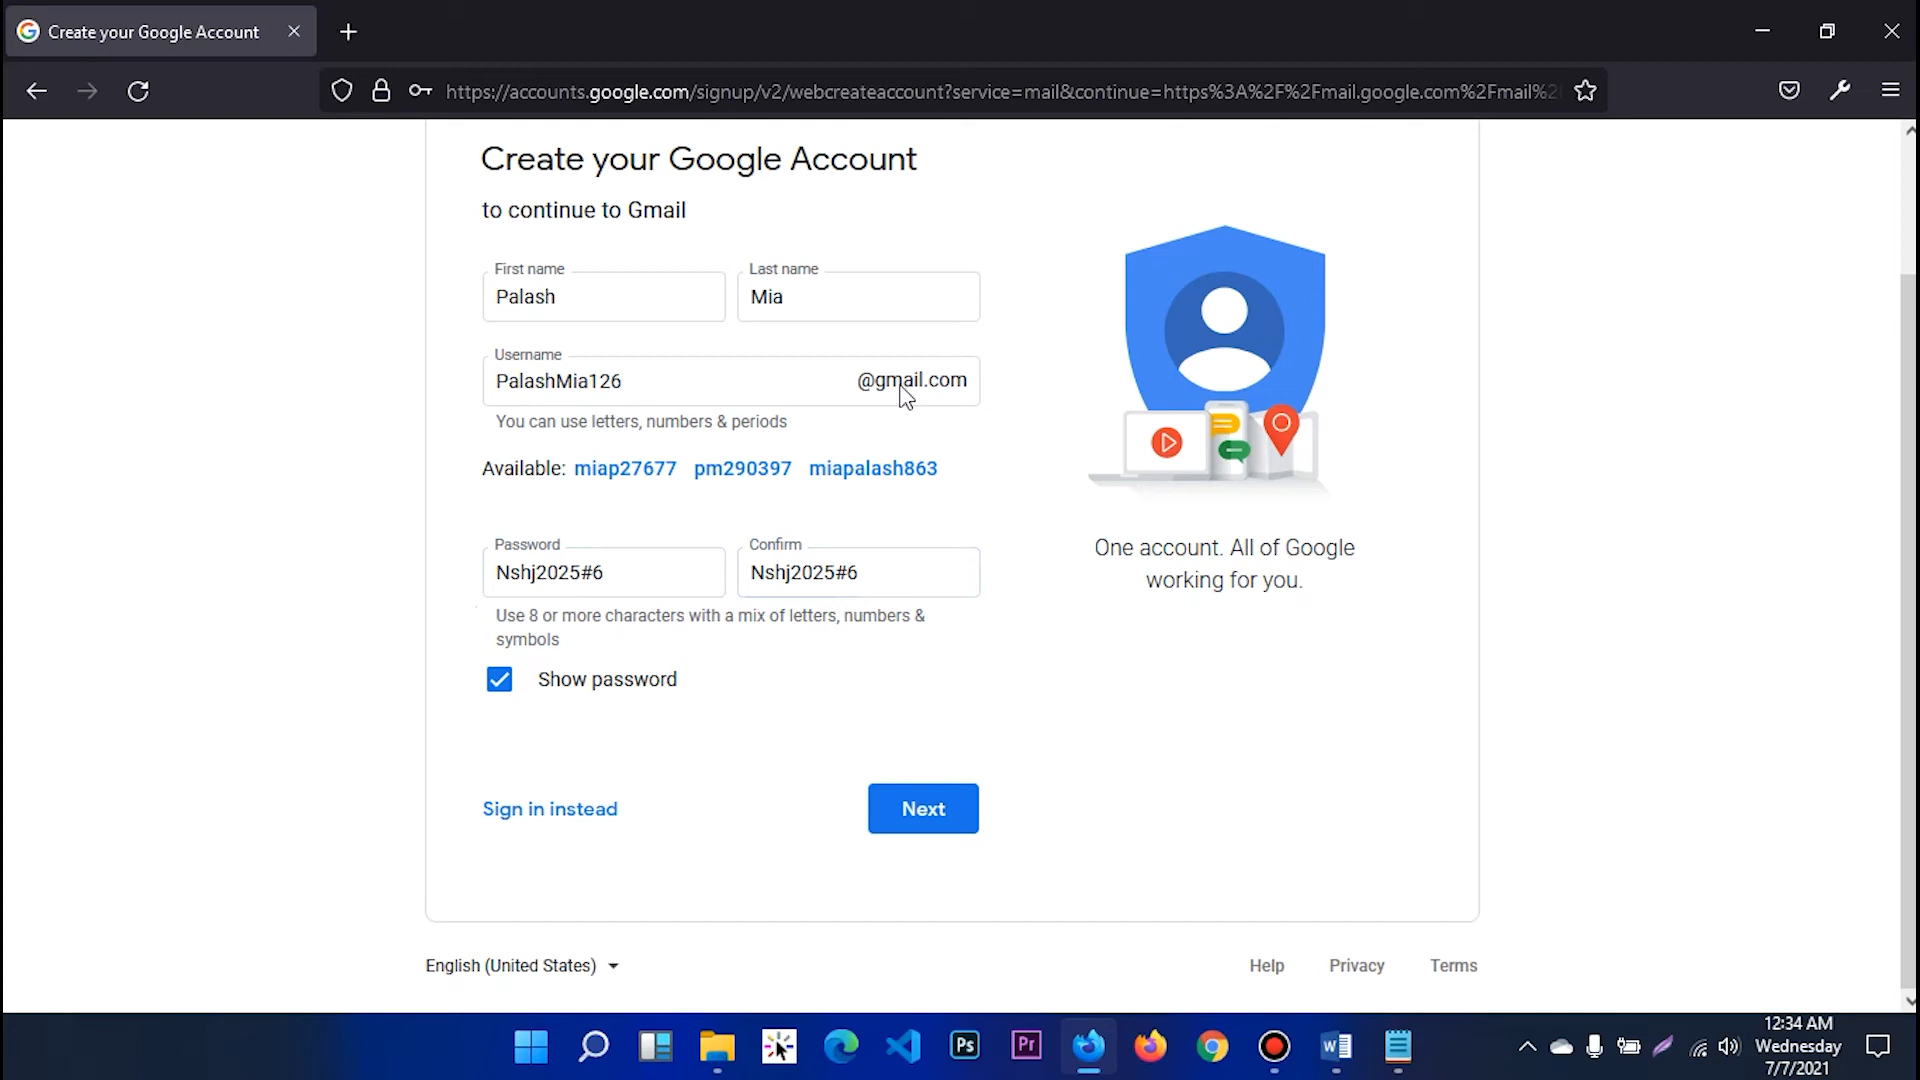 Create your Google Account
https://accounts.google.com/signup/v2/webcreateaccount?service=mail&continue=https%3A%2F%2Fmail.google.com%2Fmail%2
Create your Google Account
to continue to Gmail
First name
Last name
Palash
Mia
Username
PalashMia126
@gmail.com
You can use letters, numbers & periods
Available: miap27677 pm290397 miapalash863
Password
Confirm
Nshj2025#6
Nshj2025#6
Use 8 or more characters with a mix of letters, numbers &
symbols
Show password
One account. All of Google
working for you.
Sign in instead
Next
English (United States)
Help
Privacy
Terms
Ps
Pr
W
12:34 AM
Wednesday
7/7/2021